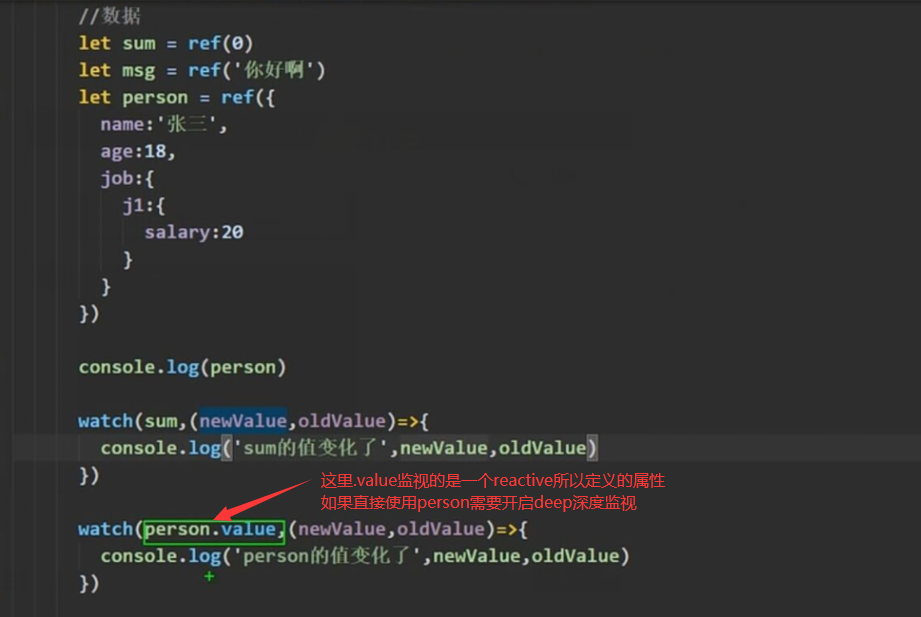 //数据
let sum = ref(0)
let msg = ref('你好啊')
let person = ref({
name:'张三',
age:18,
job:{
j1:{
salary:20
}
}
})
console.log(person)
watch(sum,(newValue,oldValue)=>{
console.log('sum的值变化了',newValue,oldValue)
})
这里.value监视的是一个reactive所以定义的属性
如果直接使用person需要开启deep深度监视
watch(person.value,(newValue,oldValue)=>{
console.log('person的值变化了',newValue,oldValue)
})